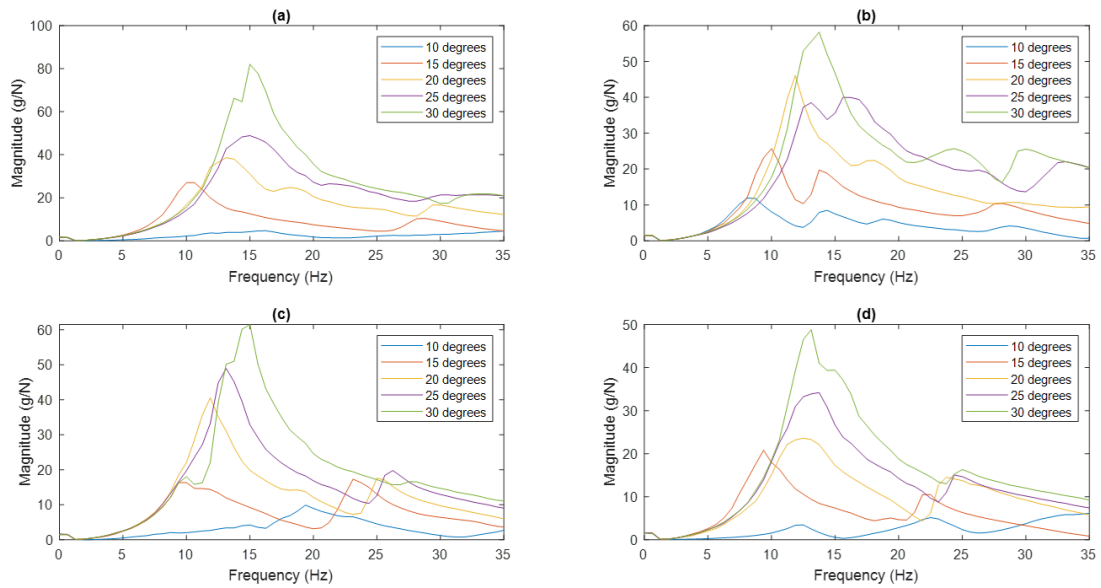 (a)
100
80
60
40
20
0
Magnitude (g/N)
0 5 10 15 20 25 30 35
Frequency (Hz)
10 degrees
15 degrees
20 degrees
25 degrees
30 degrees
(b)
60
50
40
30
20
10
0
Magnitude (g/N)
0 5 10 15 20 25 30 35
Frequency (Hz)
10 degrees
15 degrees
20 degrees
25 degrees
30 degrees
(c)
60
50
40
30
20
10
0
Magnitude (g/N)
0 5 10 15 20 25 30 35
Frequency (Hz)
10 degrees
15 degrees
20 degrees
25 degrees
30 degrees
(d)
50
40
30
20
10
0
Magnitude (g/N)
0 5 10 15 20 25 30 35
Frequency (Hz)
10 degrees
15 degrees
20 degrees
25 degrees
30 degrees